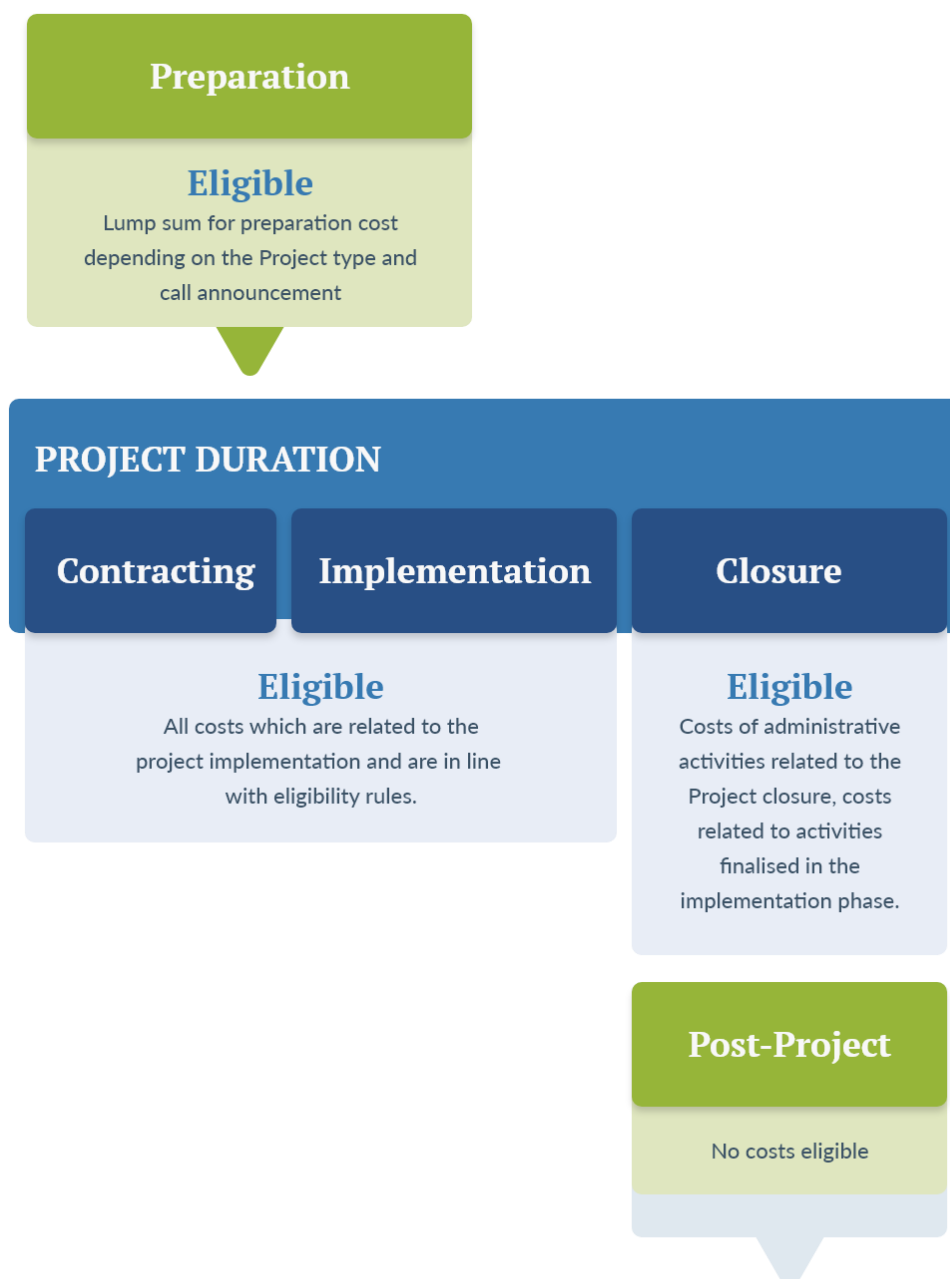 Preparation
Eligible
Lump sum for preparation cost
depending on the Project type and
call announcement
PROJECT DURATION
Contracting
Implementation
Closure
Eligible
All costs which are related to the
project implementation and are in line
with eligibility rules.
Eligible
Costs of administrative
activities related to the
Project closure, costs
related to activities
finalised in the
implementation phase.
Post-Project
No costs eligible